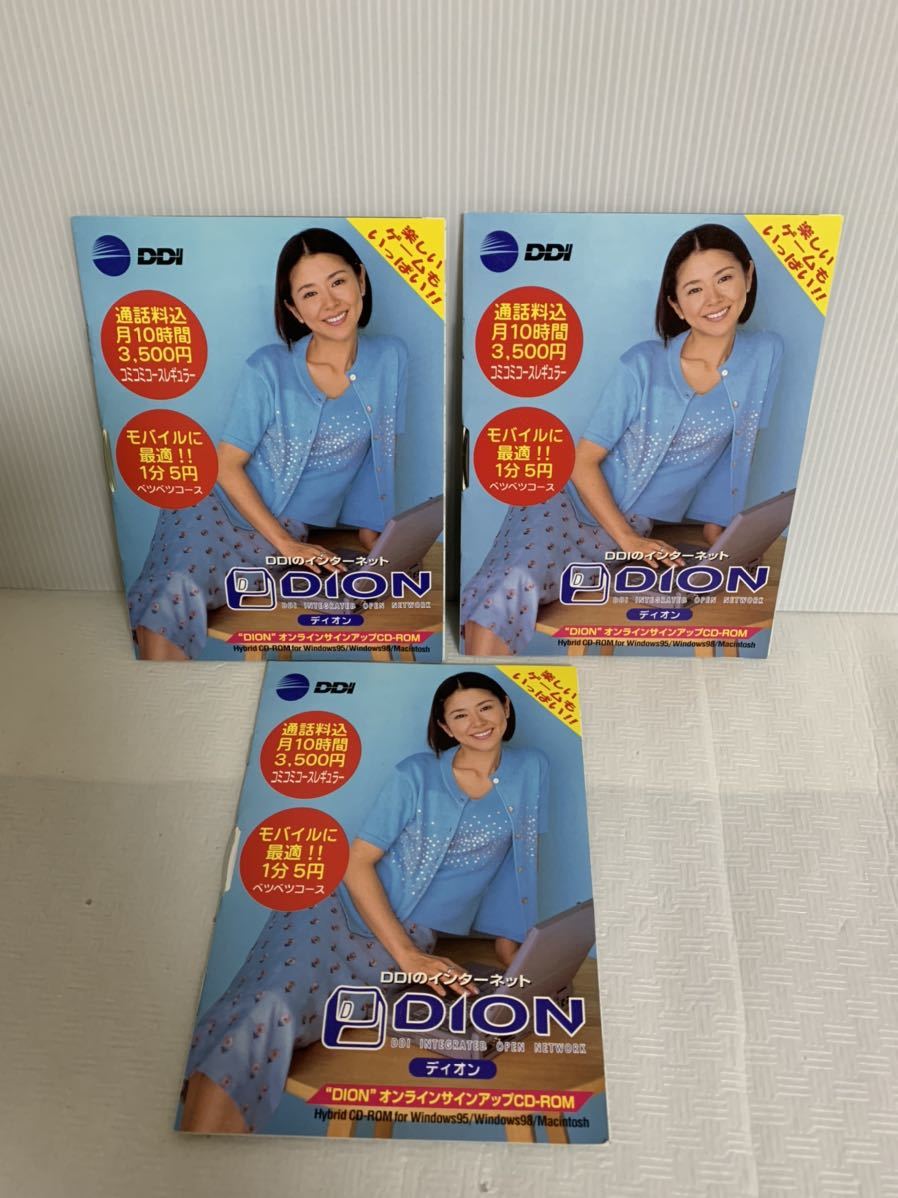 DDI
楽しい
ゲームも
いっぱい!!
通話料込
月10時間
3,500円
コミコミコースレギュラー
モバイルに
最適!!
1分5円
ベツベツコース
DDIのインターネット
D DION
DDI INTEGRATED OPEN NETWORK
ディオン
"DION"オンラインサインアップCD-ROM
Hybrid CD-ROM for Windows95/Windows98/Macintosh
DDI
楽しい
ゲームも
いっぱい!!
通話料込
月10時間
3,500円
コミコミコースレギュラー
モバイルに
最適!!
1分5円
ベツベツコース
DDIのインターネット
D DION
DDI INTEGRATED OPEN NETWORK
ディオン
"DION"オンラインサインアップCD-ROM
Hybrid CD-ROM for Windows95/Windows98/Macintosh
DDI
楽しい
ゲームも
いっぱい!!
通話料込
月10時間
3,500円
コミコミコースレギュラー
モバイルに
最適!!
1分5円
ベツベツコース
DDIのインターネット
D DION
DDI INTEGRATED OPEN NETWORK
ディオン
"DION"オンラインサインアップCD-ROM
Hybrid CD-ROM for Windows95/Windows98/Macintosh